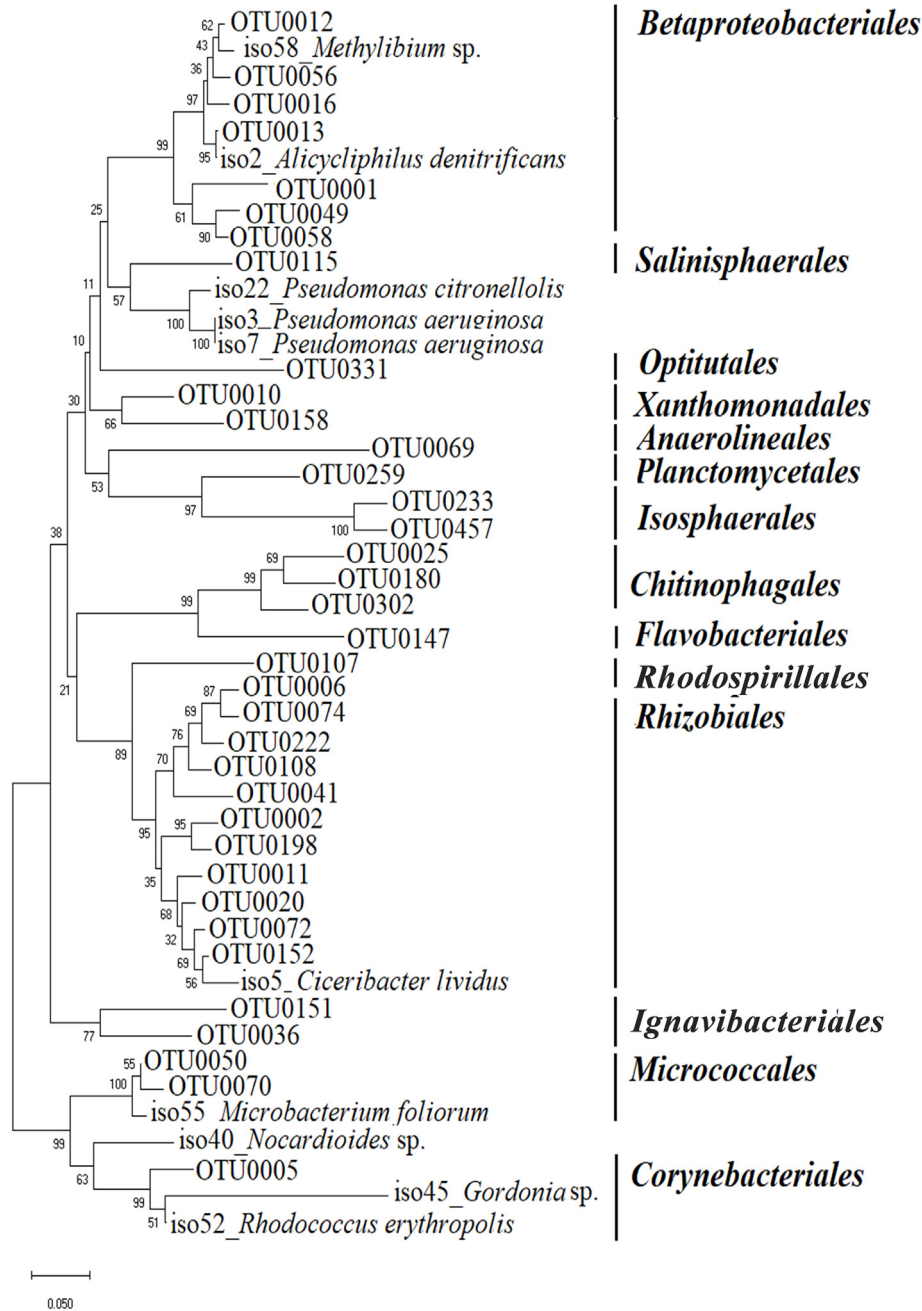 OTU0012
Betaproteobacteriales
62
iso58_Methylibium sp.
43
OTU0056
36
OTU0016
97
OTU0013
99
95
iso2_Alicycliphilus denitrificans
OTU0001
61
OTU0049
25
90
OTU0058
OTU0115
Salinisphaerales
11
57
iso22_Pseudomonas citronellolis
100
iso3_Pseudomonas aeruginosa
100
iso7_Pseudomonas aeruginosa
10
OTU0331
Optitutales
OTU0010
Xanthomonadales
30
66
OTU0158
OTU0069
Anaerolineales
53
OTU0259
Planctomycetales
97
OTU0233
Isosphaerales
100
OTU0457
38
OTU0025
69
99
OTU0180
Chitinophagales
99
OTU0302
OTU0147
Flavobacteriales
OTU0107
Rhodospirillales
21
87
OTU0006
69
OTU0074
Rhizobiales
76
OTU0222
89
70
OTU0108
OTU0041
95
95
OTU0002
OTU0198
35
OTU0011
68
OTU0020
32
OTU0072
69
OTU0152
56
iso5_Ciceribacter lividus
OTU0151
Ignavibacteriales
77
OTU0036
55
OTU0050
Micrococcales
100
OTU0070
iso55_Microbacterium foliorum
99
iso40_Nocardioides sp.
63
OTU0005
Corynebacteriales
99
iso45_Gordonia sp.
51
iso52_Rhodococcus erythropolis
0.050